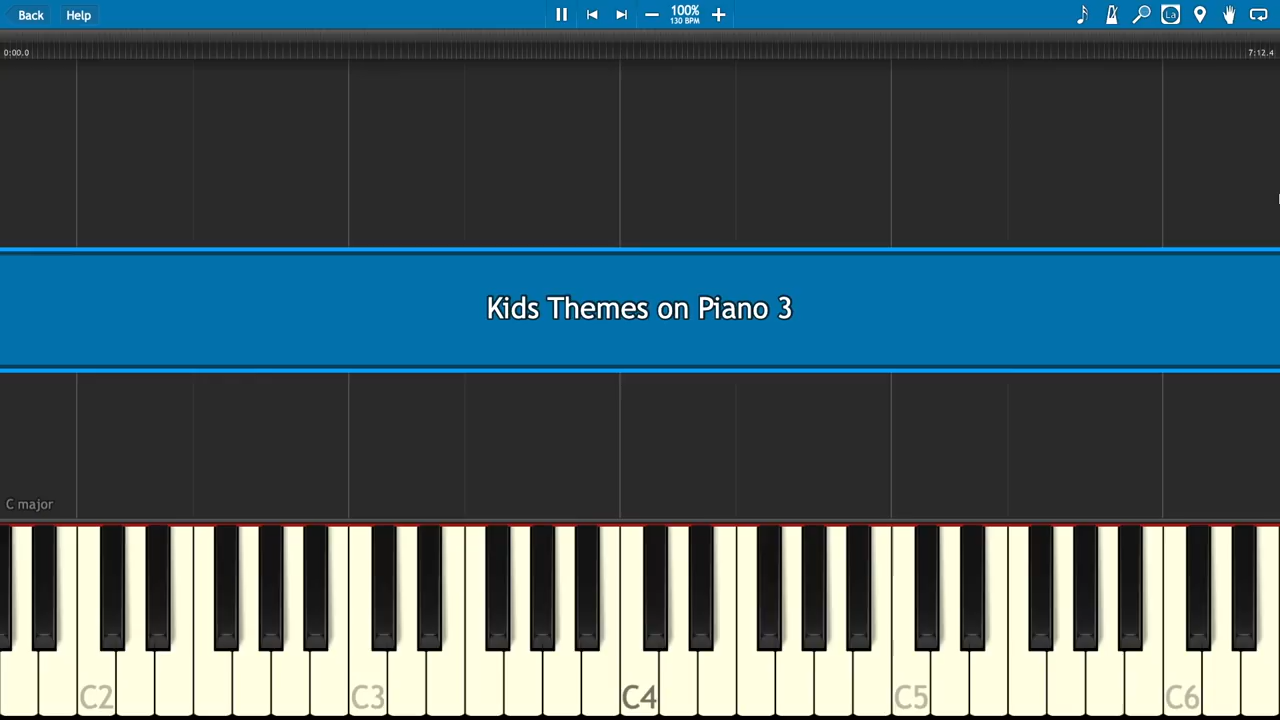 Back Help 100%
130 BPM
La
0:00.0 7:12.4
Kids Themes on Piano 3
C major
C2 C3 C4 C5 C6